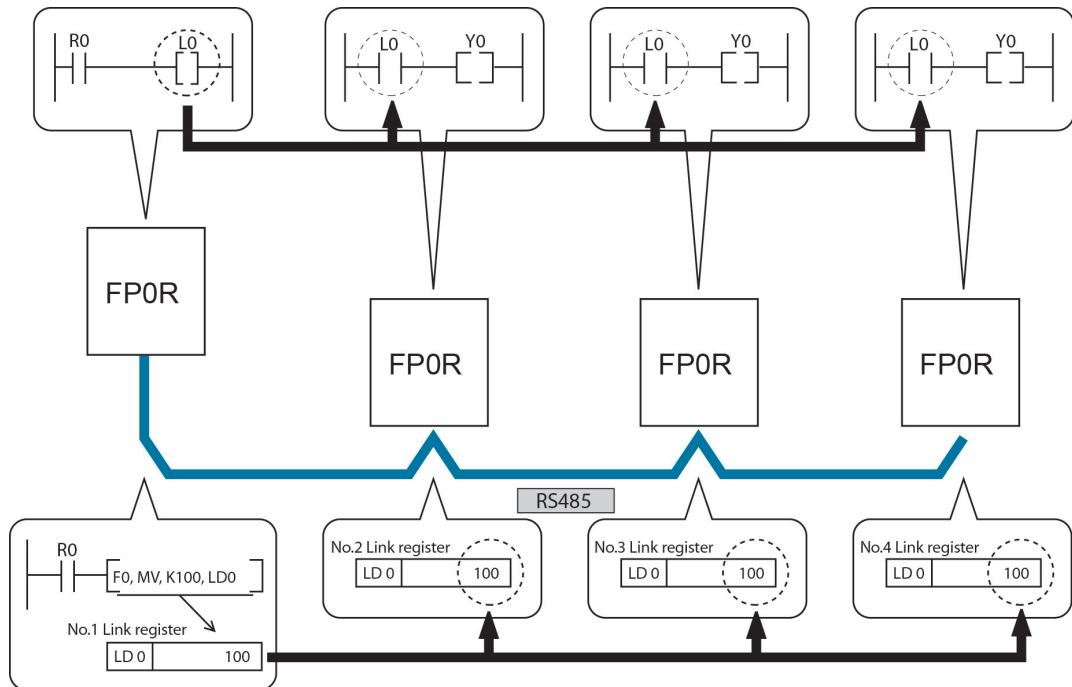 R0
L0
L0
Y0
L0
Y0
L0
Y0
FP0R
FP0R
FP0R
FP0R
RS485
R0
F0, MV, K100, LD0
No.1 Link register
LD 0
100
No.2 Link register
LD 0
100
No.3 Link register
LD 0
100
No.4 Link register
LD 0
100